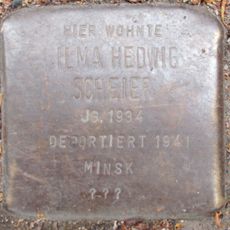 HIER WOHNTE
ILMA HEDWIG
SCHEIER
JG. 1934
DEPORTIERT 1941
MINSK
???